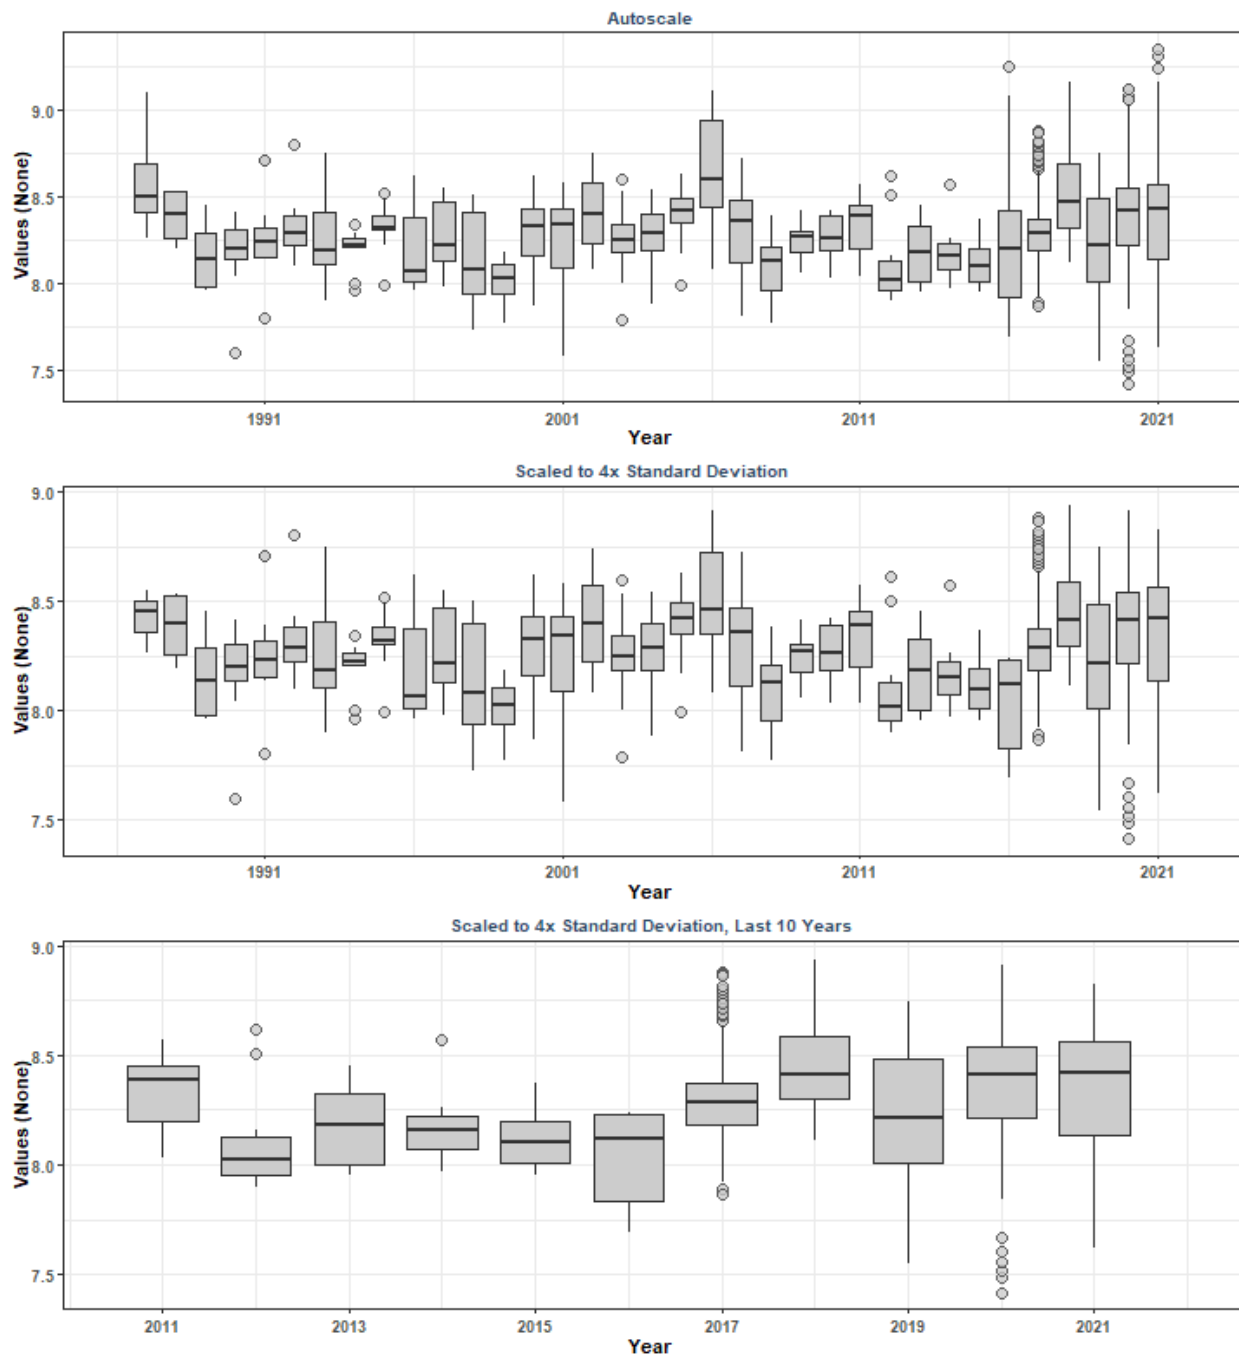 Autoscale
Values (None)
9.0
8.5
8.0
7.5
1991 2001 2011 2021
Year
Scaled to 4x Standard Deviation
Values (None)
9.0
8.5
8.0
7.5
1991 2001 2011 2021
Year
Scaled to 4x Standard Deviation, Last 10 Years
Values (None)
9.0
8.5
8.0
7.5
2011 2013 2015 2017 2019 2021
Year